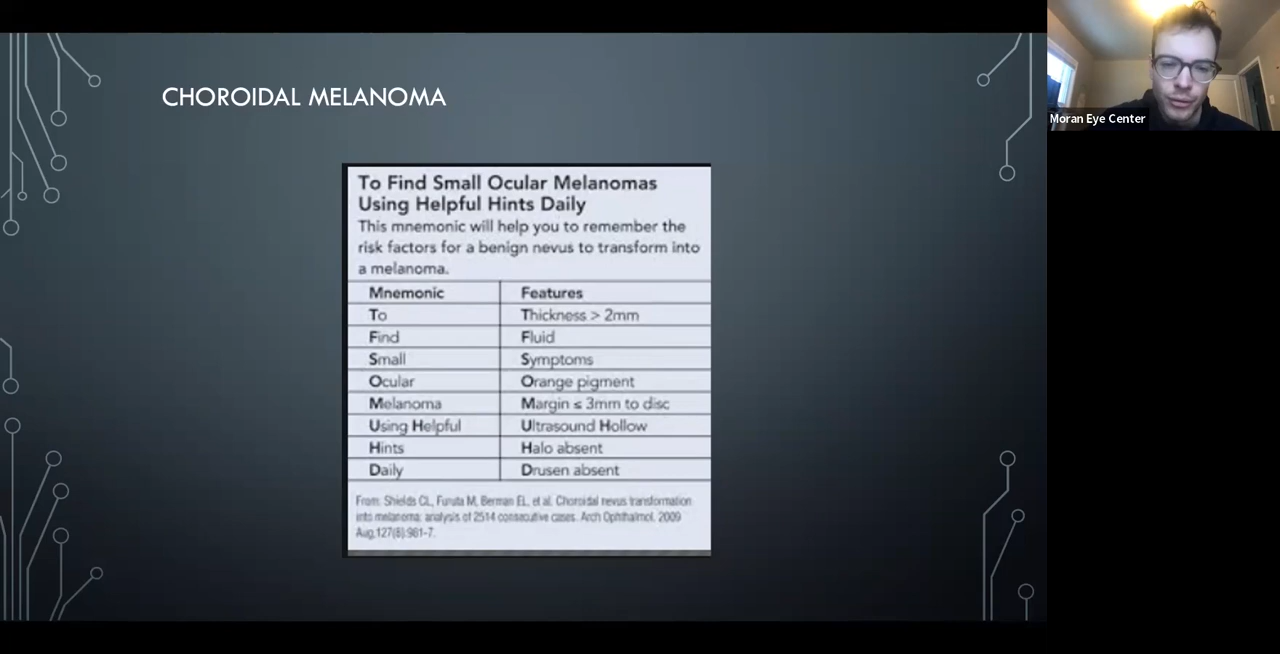 CHOROIDAL MELANOMA
Moran Eye Center
To Find Small Ocular Melanomas
Using Helpful Hints Daily
This mnemonic will help you to remember the
risk factors for a benign nevus to transform into
a melanoma.
Mnemonic Features
To Thickness > 2mm
Find Fluid
Small Symptoms
Ocular Orange pigment
Melanoma Margin ≤ 3mm to disc
Using Helpful Ultrasound Hollow
Hints Halo absent
Daily Drusen absent
From: Shields CL, Furuta M, Berman EL, et al. Choroidal nevus transformation
into melanoma: analysis of 2514 consecutive cases. Arch Ophthalmol. 2009
Aug;127(8):981-7.